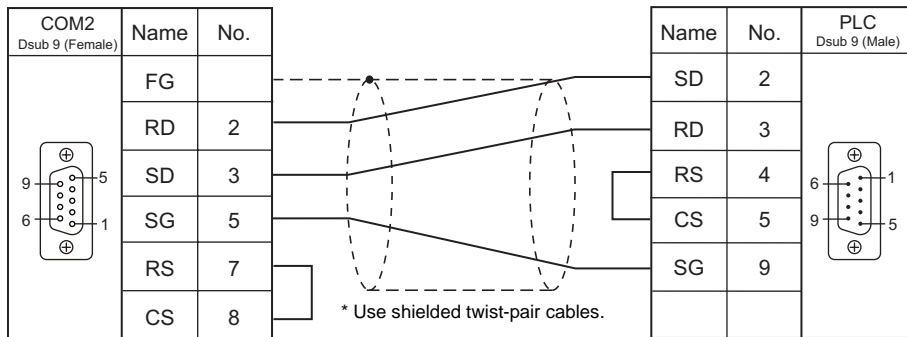 COM2
Dsub 9 (Female)
Name
No.
FG
RD 2
SD 3
SG 5
RS 7
CS 8
9
5
6
1
* Use shielded twist-pair cables.
Name
No.
PLC
Dsub 9 (Male)
SD 2
RD 3
RS 4
CS 5
SG 9
6
1
9
5